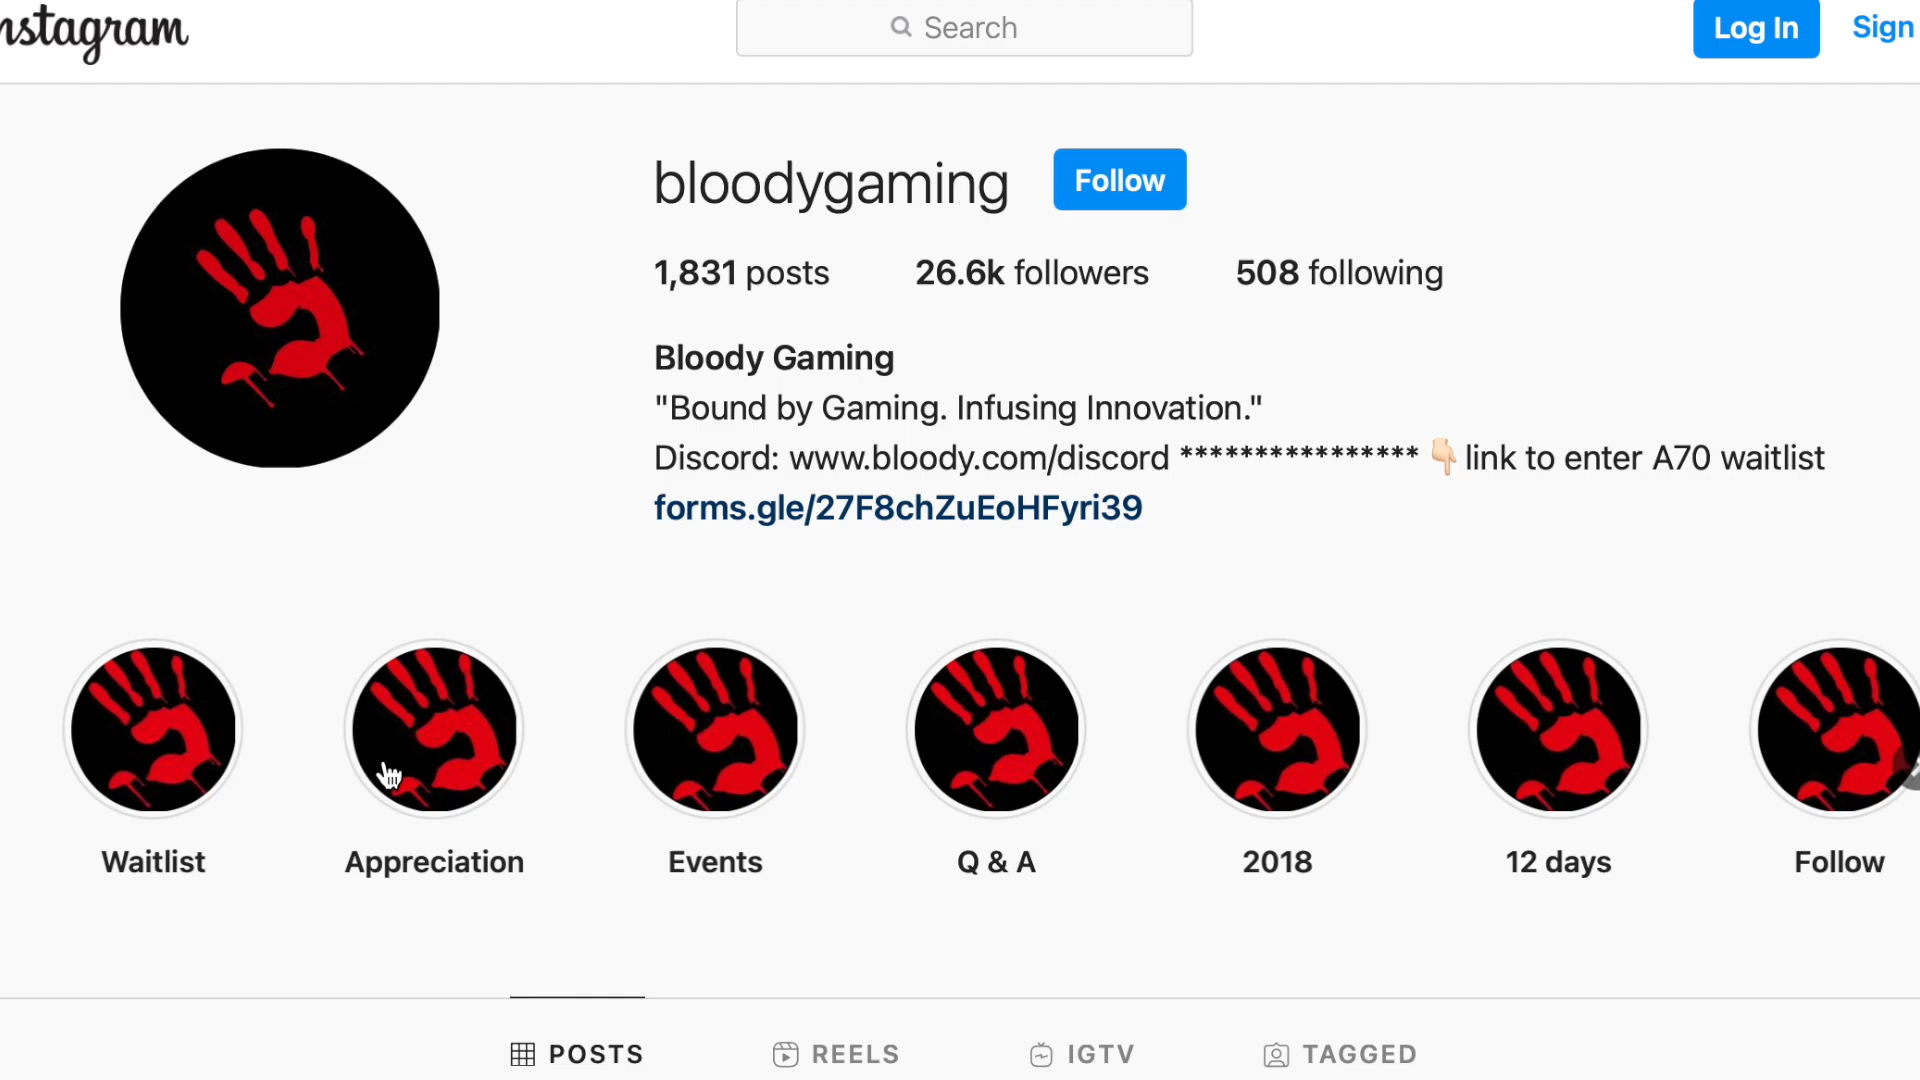 nstagram
Search
Log In
Sign
bloodygaming
Follow
1,831 posts 26.6k followers 508 following
Bloody Gaming
"Bound by Gaming. Infusing Innovation."
Discord: www.bloody.com/discord **************** 👇🏻link to enter A70 waitlist
forms.gle/27F8chZuEoHFyri39
Waitlist Appreciation Events Q & A 2018 12 days Follow
POSTS REELS IGTV TAGGED